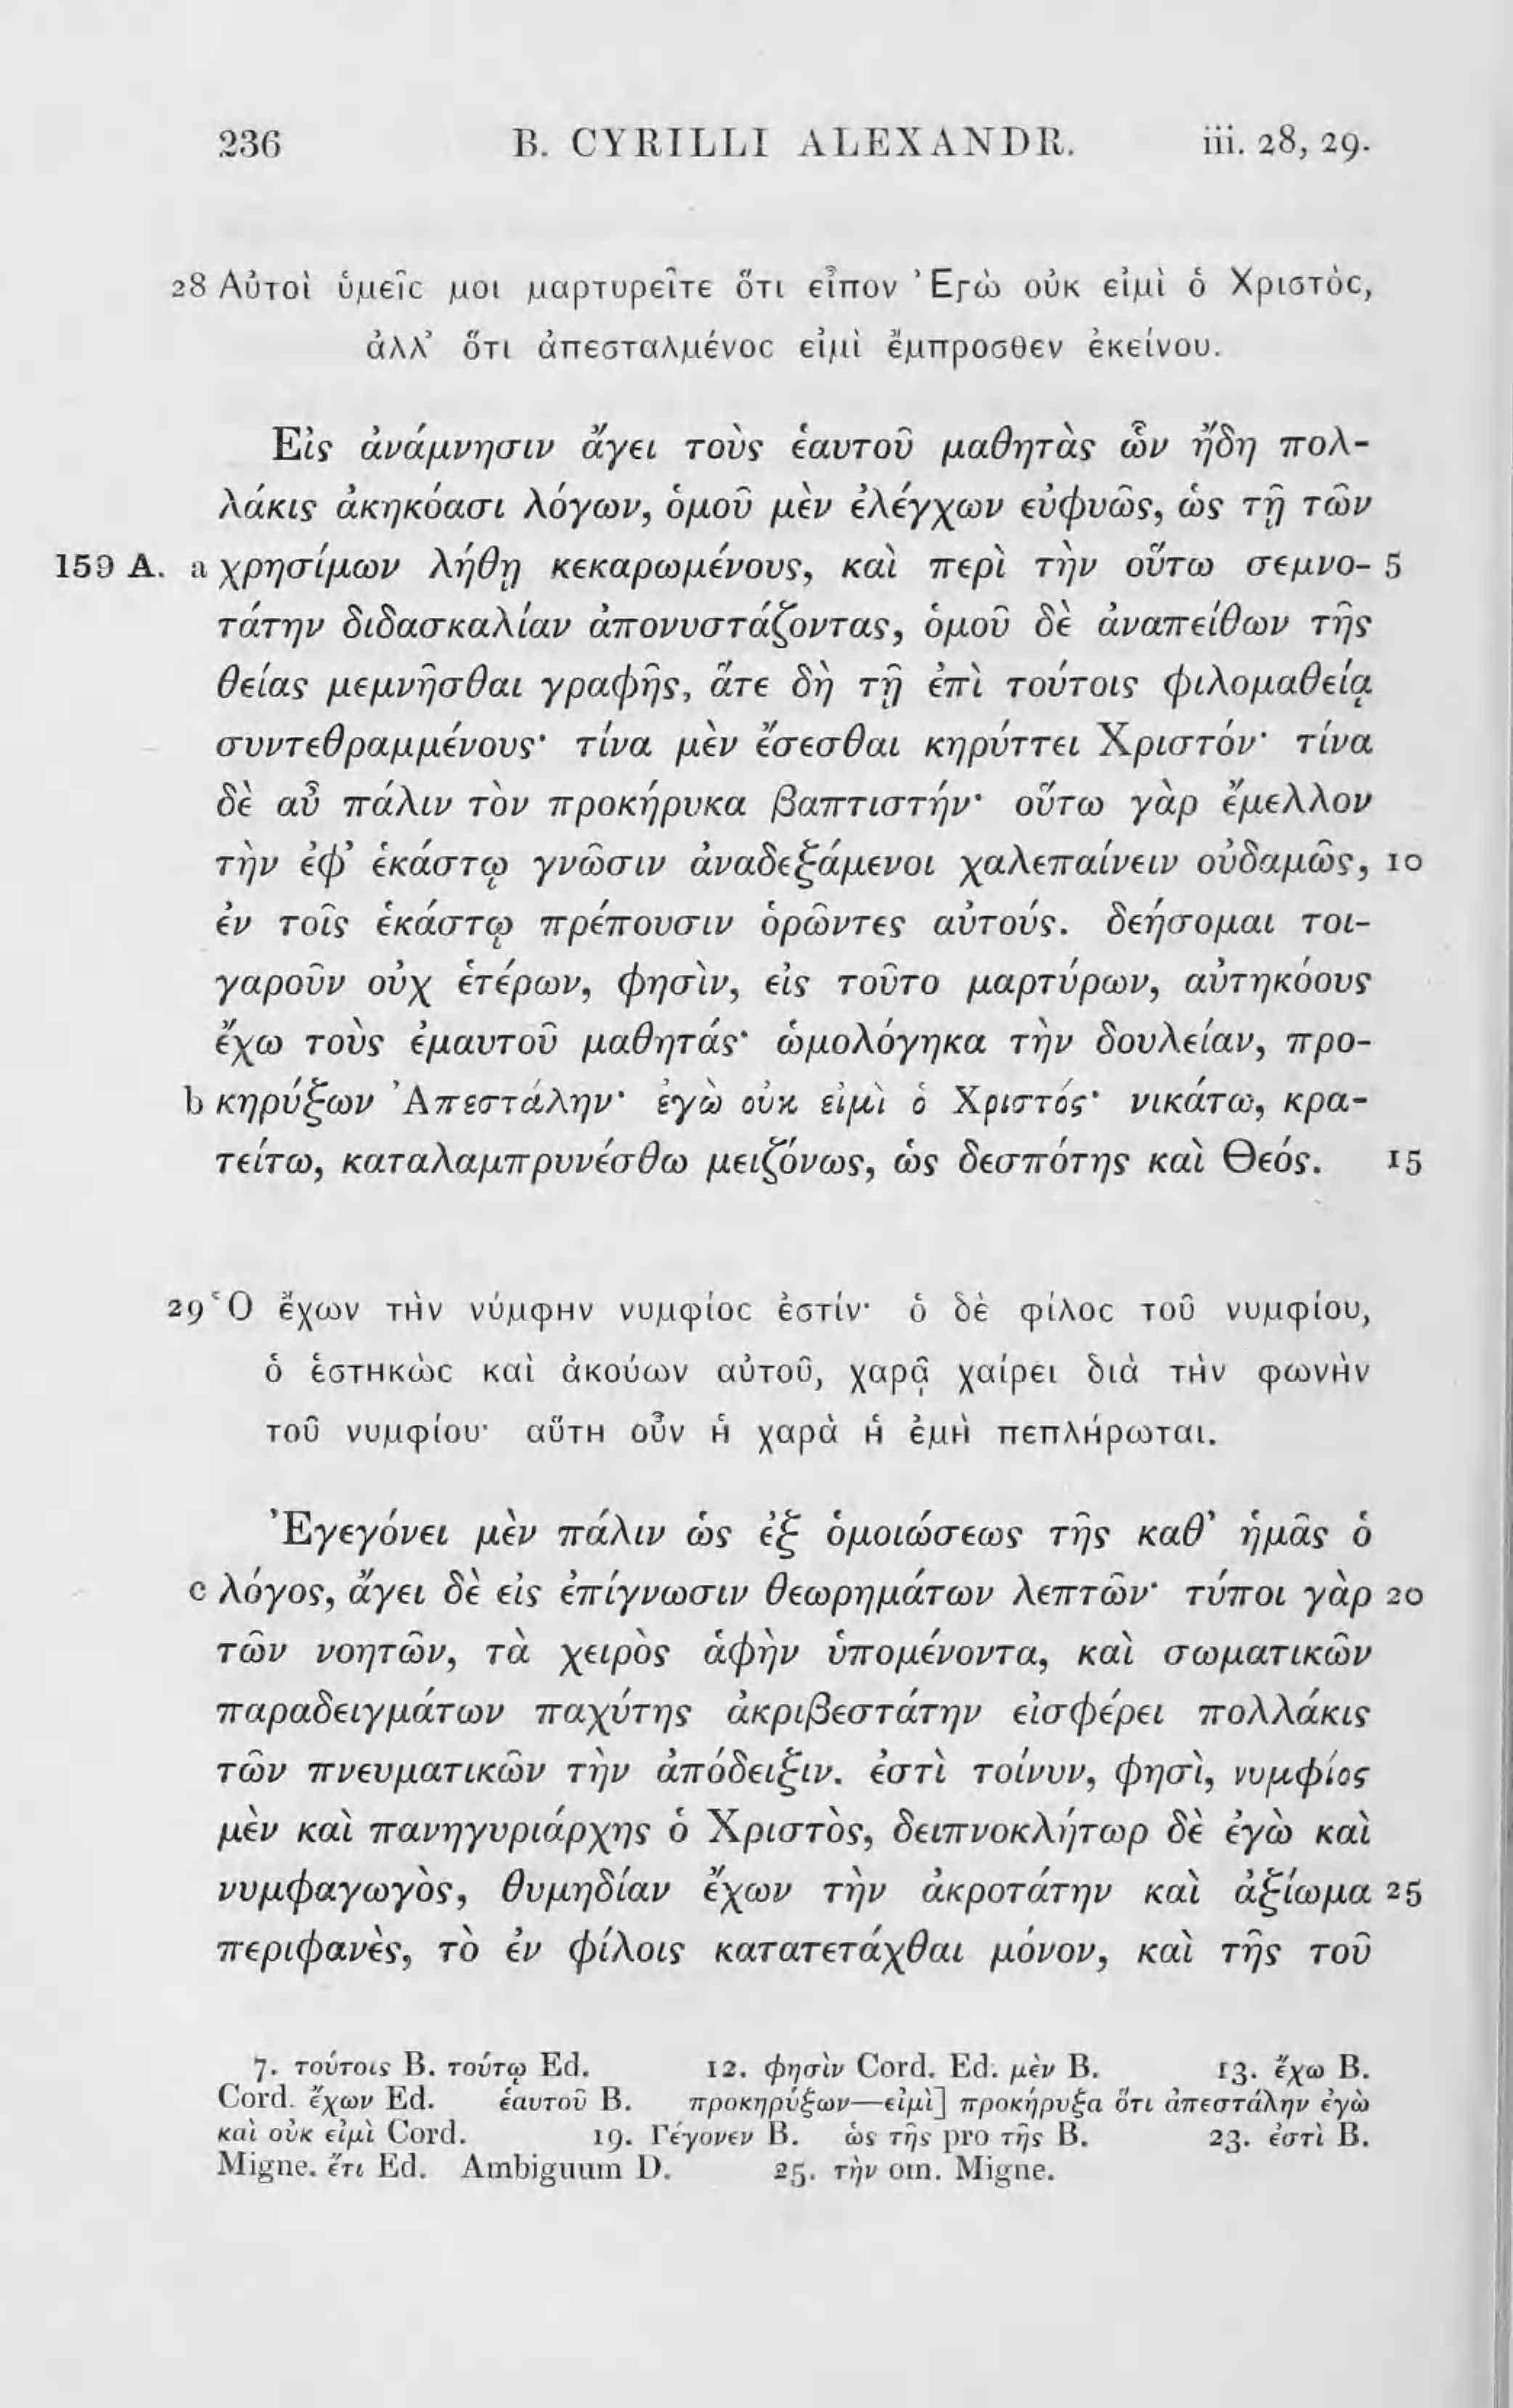 236 B. CYRILLI ALEXANDR. iii. 28, 29.
28 Αὐτοὶ ὑμεῖς μοι μαρτυρεῖτε ὅτι εἶπον Ἐγὼ οὐκ εἰμὶ ὁ Χριστὸς,
ἀλλ’ ὅτι ἀπεσταλμένος εἰμὶ ἔμπροσθεν ἐκείνου.
Εἰς ἀνάμνησιν ἄγει τοὺς ἑαυτοῦ μαθητὰς ὧν ἤδη πολ-
λάκις ἀκηκόασι λόγων, ὁμοῦ μὲν ἐλέγχων εὐφυῶς, ὡς τῇ τῶν
159 A. a χρησίμων λήθῃ κεκαρωμένους, καὶ περὶ τὴν οὕτω σεμνο- 5
τάτην διδασκαλίαν ἀπονυστάζοντας, ὁμοῦ δὲ ἀναπείθων τῆς
θείας μεμνῆσθαι γραφῆς, ἅτε δὴ τῇ ἐπὶ τούτοις φιλομαθείᾳ
συντεθραμμένους· τίνα μὲν ἔσεσθαι κηρύττει Χριστόν· τίνα
δὲ αὖ πάλιν τὸν προκήρυκα βαπτιστήν· οὕτω γὰρ ἔμελλον
τὴν ἐφ’ ἑκάστῳ γνῶσιν ἀναδεξάμενοι χαλεπαίνειν οὐδαμῶς, 10
ἐν τοῖς ἑκάστῳ πρέπουσιν ὁρῶντες αὐτούς. δεήσομαι τοι-
γαροῦν οὐχ ἑτέρων, φησὶν, εἰς τοῦτο μαρτύρων, αὐτηκόους
ἔχω τοὺς ἐμαυτοῦ μαθητάς· ὡμολόγηκα τὴν δουλείαν, προ-
b κηρύξων Ἀπεστάλην· ἐγὼ οὐκ εἰμὶ ὁ Χριστός· νικάτω, κρα-
τείτω, καταλαμπρυνέσθω μειζόνως, ὡς δεσπότης καὶ Θεός. 15
29 Ὁ ἔχων τὴν νύμφην νυμφίος ἐστίν· ὁ δὲ φίλος τοῦ νυμφίου,
ὁ ἑστηκὼς καὶ ἀκούων αὐτοῦ, χαρᾷ χαίρει διὰ τὴν φωνὴν
τοῦ νυμφίου· αὕτη οὖν ἡ χαρὰ ἡ ἐμὴ πεπλήρωται.
Ἐγεγόνει μὲν πάλιν ὡς ἐξ ὁμοιώσεως τῆς καθ’ ἡμᾶς ὁ
c λόγος, ἄγει δὲ εἰς ἐπίγνωσιν θεωρημάτων λεπτῶν· τύποι γὰρ 20
τῶν νοητῶν, τὰ χειρὸς ἁφὴν ὑπομένοντα, καὶ σωματικῶν
παραδειγμάτων παχύτης ἀκριβεστάτην εἰσφέρει πολλάκις
τῶν πνευματικῶν τὴν ἀπόδειξιν. ἐστὶ τοίνυν, φησὶ, νυμφίος
μὲν καὶ πανηγυριάρχης ὁ Χριστὸς, δειπνοκλήτωρ δὲ ἐγὼ καὶ
νυμφαγωγὸς, θυμηδίαν ἔχων τὴν ἀκροτάτην καὶ ἀξίωμα 25
περιφανὲς, τὸ ἐν φίλοις κατατετάχθαι μόνον, καὶ τῆς τοῦ
7. τούτοις B. τούτῳ Ed. 12. φησὶν Cord. Ed. μὲν B. 13. ἔχω B.
Cord. ἔχων Ed. ἑαυτοῦ B. προκηρύξων—εἰμὶ] προκήρυξα ὅτι ἀπεστάλην ἐγὼ
καὶ οὐκ εἰμὶ Cord. 19. Γέγονεν B. ὡς τῆς pro τῆς B. 23. ἐστὶ B.
Migne. ἔτι Ed. Ambiguum D. 25. τὴν om. Migne.